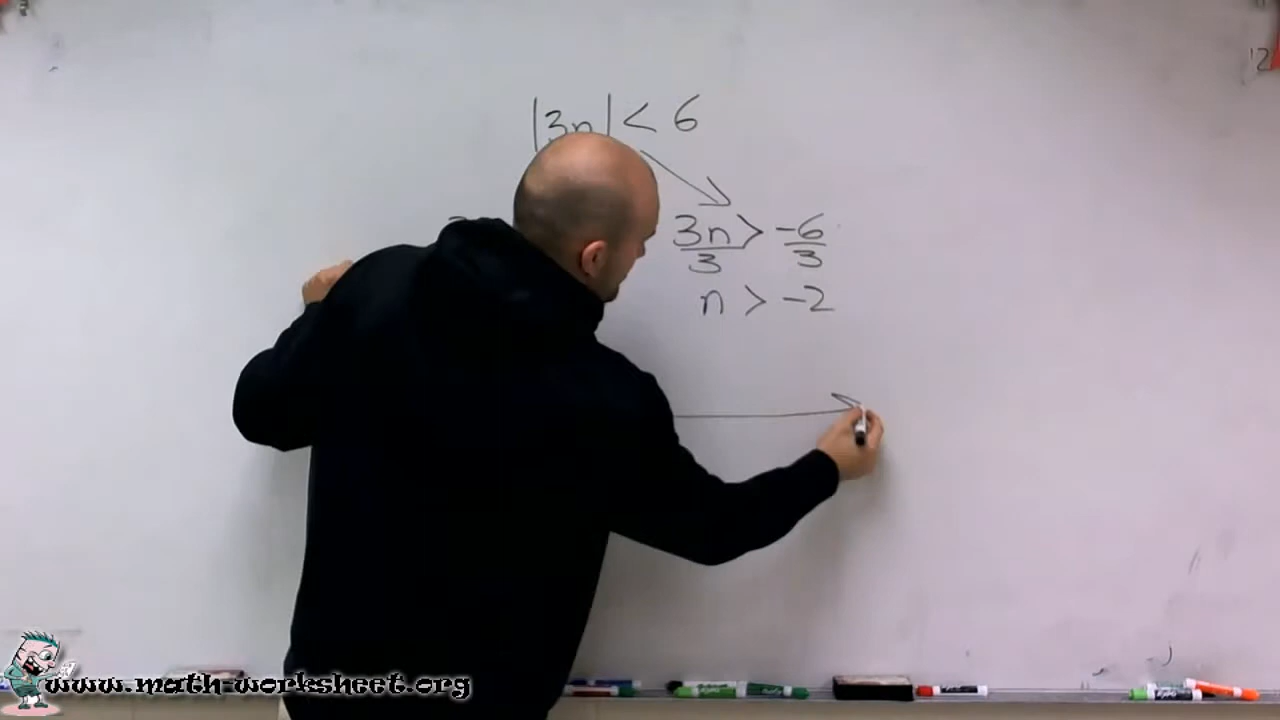 |3n| < 6
3n > -6
3 3
n > -2
www.math-worksheet.org